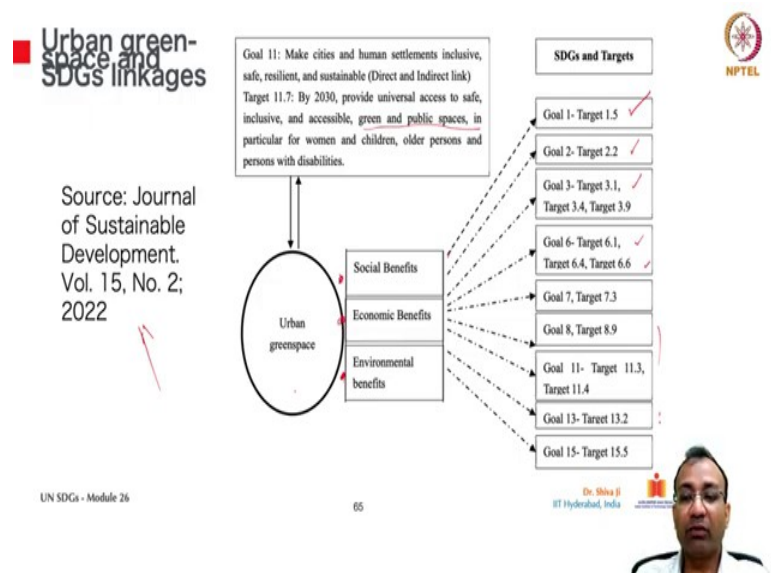 Urban green-
space and
SDGs linkages
Source: Journal
of Sustainable
Development.
Vol. 15, No. 2;
2022
Goal 11: Make cities and human settlements inclusive,
safe, resilient, and sustainable (Direct and Indirect link)
Target 11.7: By 2030, provide universal access to safe,
inclusive, and accessible, green and public spaces, in
particular for women and children, older persons and
persons with disabilities.
Urban
greenspace
Social Benefits
Economic Benefits
Environmental
benefits
SDGs and Targets
Goal 1- Target 1.5
Goal 2- Target 2.2
Goal 3- Target 3.1,
Target 3.4, Target 3.9
Goal 6- Target 6.1,
Target 6.4, Target 6.6
Goal 7, Target 7.3
Goal 8, Target 8.9
Goal 11- Target 11.3,
Target 11.4
Goal 13- Target 13.2
Goal 15- Target 15.5
NPTEL
UN SDGs - Module 26
65
Dr. Shiva Ji
IIT Hyderabad, India